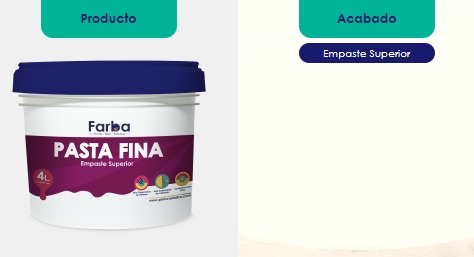 Producto
Farba
PASTA FINA
Empaste Superior
4L
Acabado
Empaste Superior